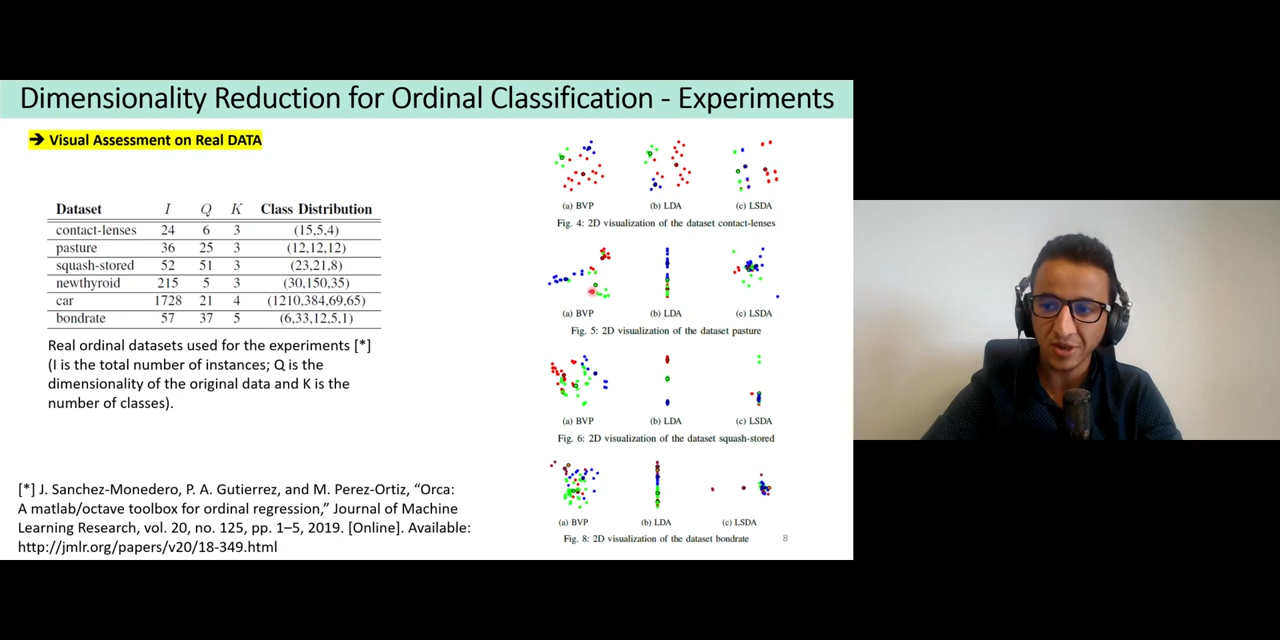 Dimensionality Reduction for Ordinal Classification - Experiments
➔ Visual Assessment on Real DATA
Dataset I Q K Class Distribution
contact-lenses 24 6 3 (15,5,4)
pasture 36 25 3 (12,12,12)
squash-stored 52 51 3 (23,21,8)
newthyroid 215 5 3 (30,150,35)
car 1728 21 4 (1210,384,69,65)
bondrate 57 37 5 (6,33,12,5,1)
Real ordinal datasets used for the experiments [*]
(I is the total number of instances; Q is the
dimensionality of the original data and K is the
number of classes).
[*] J. Sanchez-Monedero, P. A. Gutierrez, and M. Perez-Ortiz, “Orca:
A matlab/octave toolbox for ordinal regression,” Journal of Machine
Learning Research, vol. 20, no. 125, pp. 1–5, 2019. [Online]. Available:
http://jmlr.org/papers/v20/18-349.html
(a) BVP (b) LDA (c) LSDA
Fig. 4: 2D visualization of the dataset contact-lenses
(a) BVP (b) LDA (c) LSDA
Fig. 5: 2D visualization of the dataset pasture
(a) BVP (b) LDA (c) LSDA
Fig. 6: 2D visualization of the dataset squash-stored
(a) BVP (b) LDA (c) LSDA
Fig. 8: 2D visualization of the dataset bondrate
8